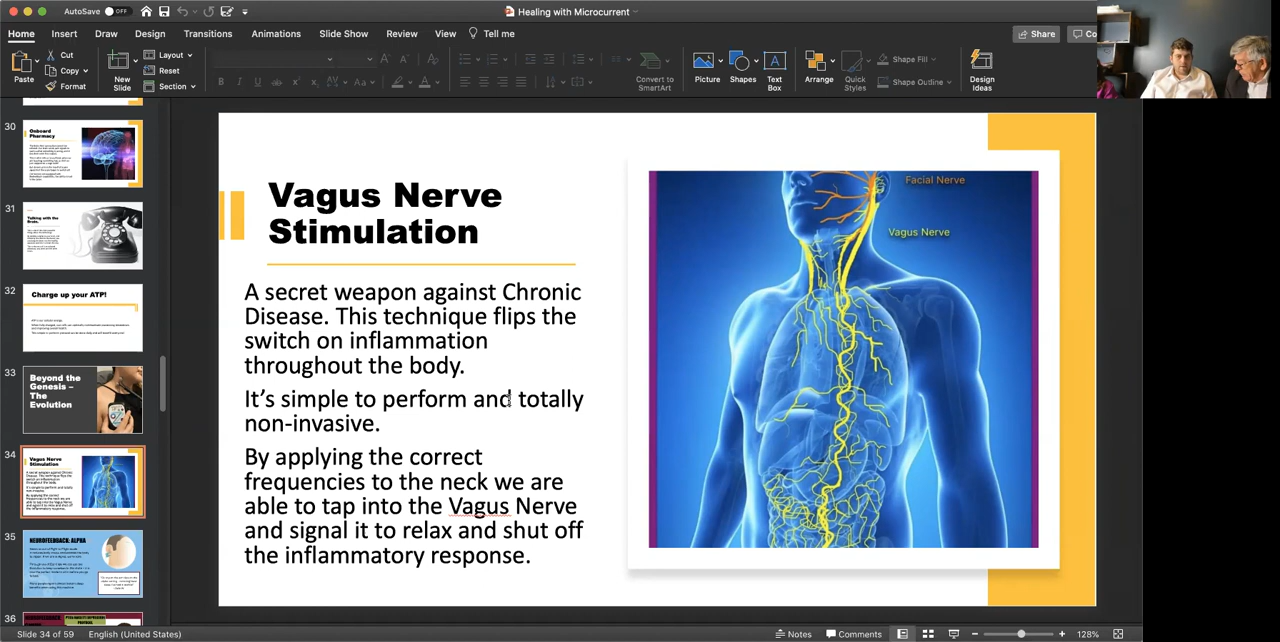 AutoSave OFF
Healing with Microcurrent
Home Insert Draw Design Transitions Animations Slide Show Review View Tell me
Share Co
Paste
Cut
Copy
Format
New
Slide
Layout
Reset
Section
Convert to
SmartArt
Picture
Shapes
Text
Box
Arrange
Quick
Styles
Shape Fill
Shape Outline
Design
Ideas
30
Onboard
Pharmacy
31
Talking with the
Brain.
32
Charge up your ATP!
33
Beyond the
Genesis –
The
Evolution
34
Vagus Nerve
Stimulation
35
NEUROFEEDBACK: ALPHA
36
Vagus Nerve
Stimulation
A secret weapon against Chronic
Disease. This technique flips the
switch on inflammation
throughout the body.
It’s simple to perform and totally
non-invasive.
By applying the correct
frequencies to the neck we are
able to tap into the Vagus Nerve
and signal it to relax and shut off
the inflammatory response.
Facial Nerve
Vagus Nerve
Slide 34 of 59 English (United States)
Notes Comments 128%